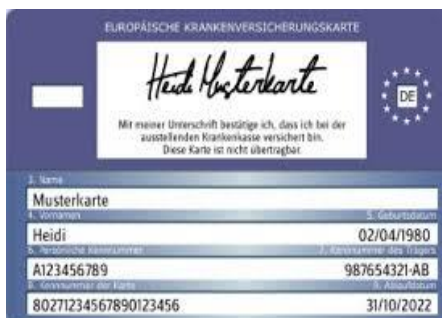 EUROPÄISCHE KRANKENVERSICHERUNGSKARTE
Heidi Musterkarte
DE
Mit meiner Unterschrift bestätige ich, dass ich bei der
ausstellenden Krankenkasse versichert bin.
Diese Karte ist nicht übertragbar.
3. Name
Musterkarte
4. Vornamen 5. Geburtsdatum
Heidi 02/04/1980
6. Persönliche Kennnummer 7. Kennnummer des Trägers
A123456789 987654321-AB
8. Kennnummer der Karte 9. Ablaufdatum
80271234567890123456 31/10/2022